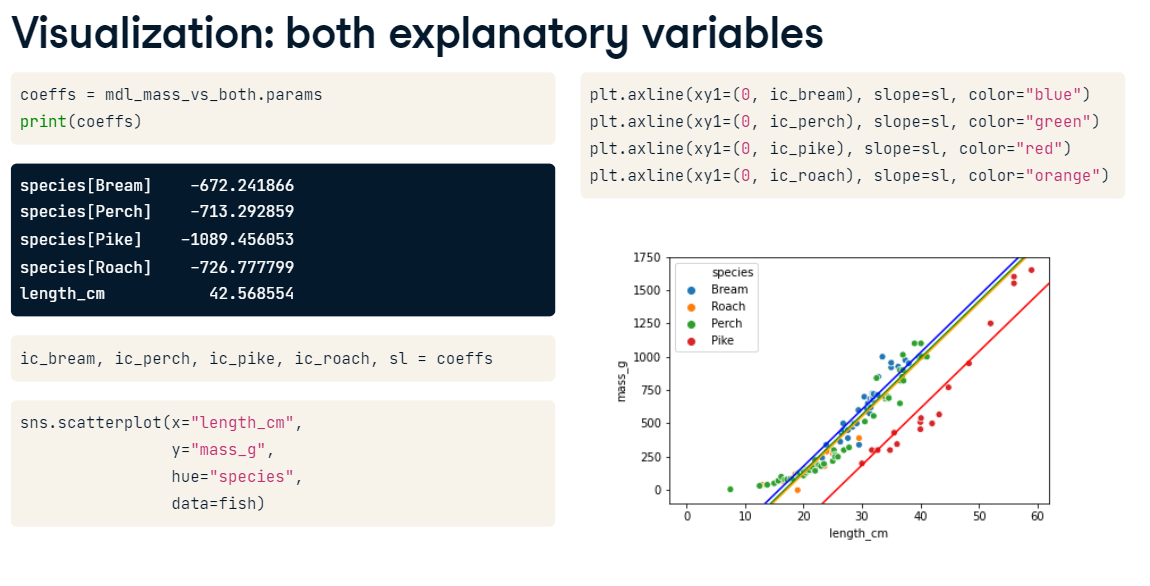 Visualization: both explanatory variables
coeffs = mdl_mass_vs_both.params
print(coeffs)
species[Bream]    -672.241866
species[Perch]    -713.292859
species[Pike]    -1089.456053
species[Roach]    -726.777799
length_cm           42.568554
ic_bream, ic_perch, ic_pike, ic_roach, sl = coeffs
sns.scatterplot(x="length_cm",
                y="mass_g",
                hue="species",
                data=fish)
plt.axline(xy1=(0, ic_bream), slope=sl, color="blue")
plt.axline(xy1=(0, ic_perch), slope=sl, color="green")
plt.axline(xy1=(0, ic_pike), slope=sl, color="red")
plt.axline(xy1=(0, ic_roach), slope=sl, color="orange")
species
Bream
Roach
Perch
Pike
1750
1500
1250
1000
750
500
250
0
mass_g
0 10 20 30 40 50 60
length_cm